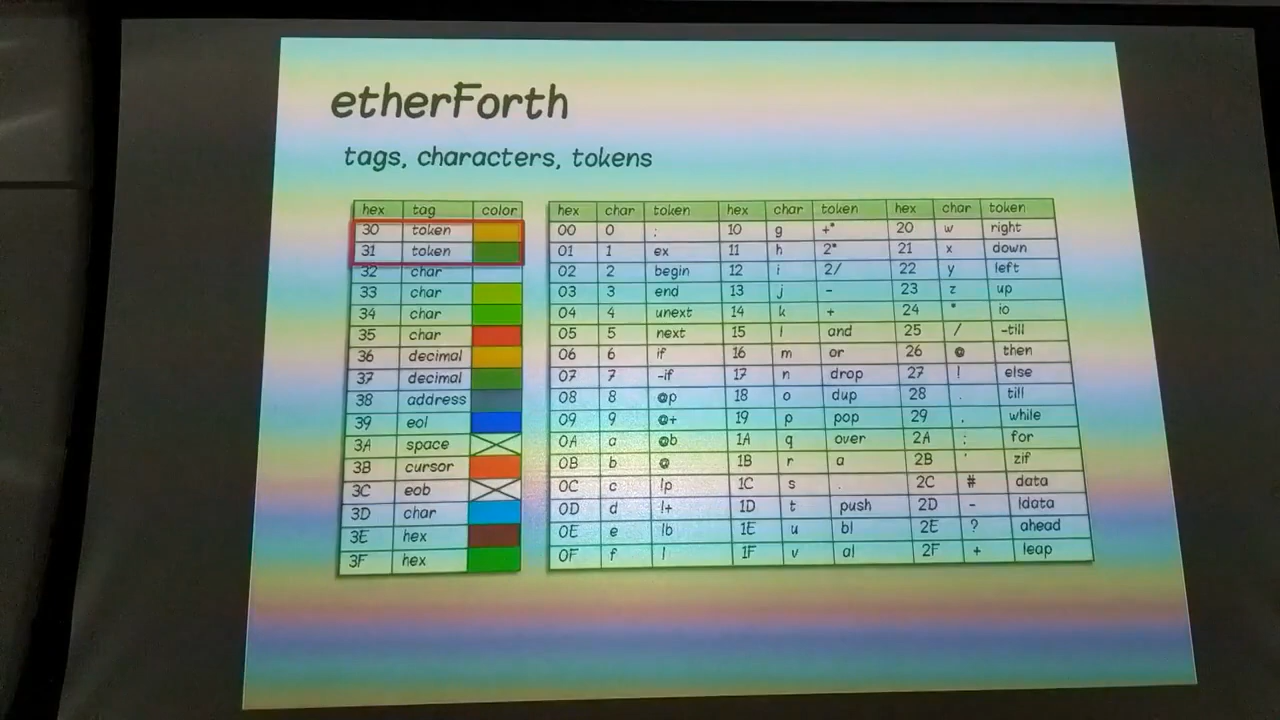 etherForth
tags, characters, tokens
hex tag color
30 token
31 token
32 char
33 char
34 char
35 char
36 decimal
37 decimal
38 address
39 eol
3A space
3B cursor
3C eob
3D char
3E hex
3F hex
hex char token hex char token hex char token
00 0 ; 10 g +* 20 w right
01 1 ex 11 h 2* 21 x down
02 2 begin 12 i 2/ 22 y left
03 3 end 13 j - 23 z up
04 4 unext 14 k + 24 * io
05 5 next 15 l and 25 / -till
06 6 if 16 m or 26 @ then
07 7 -if 17 n drop 27 ! else
08 8 @p 18 o dup 28 till
09 9 @+ 19 p pop 29 while
0A a @b 1A q over 2A for
0B b @ 1B r a 2B ' zif
0C c !p 1C s . 2C # data
0D d !+ 1D t push 2D - !data
0E e !b 1E u b! 2E ? ahead
0F f ! 1F v a! 2F + leap